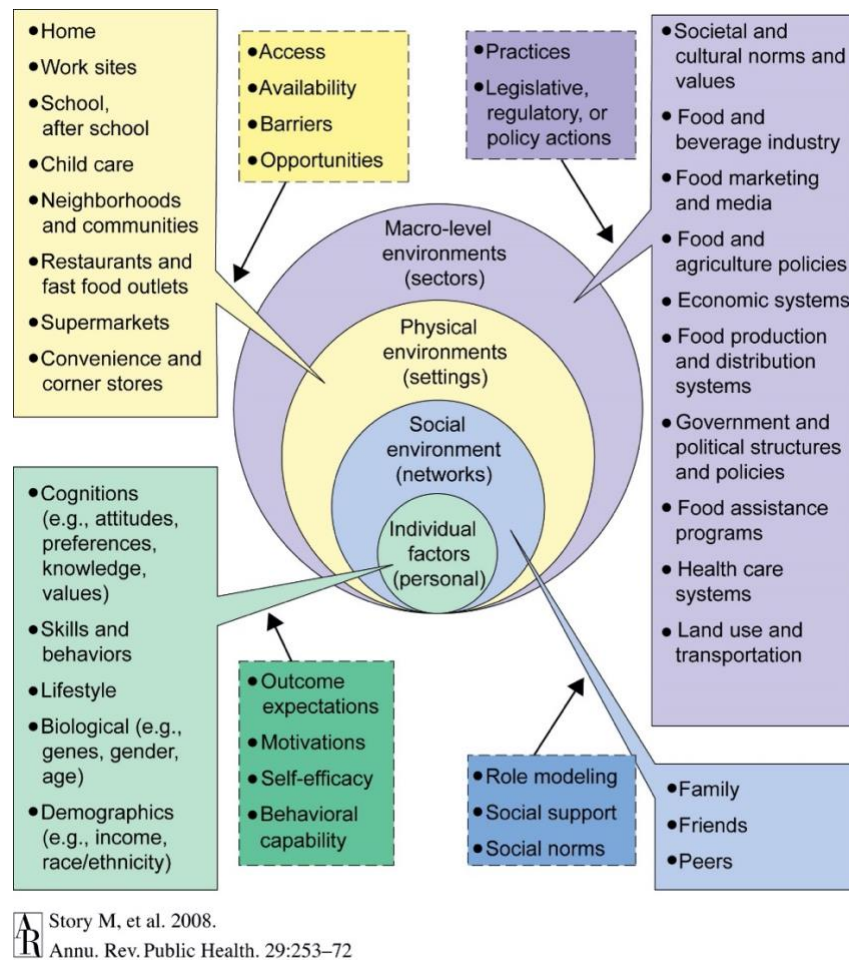 ●Home
●Work sites
●School,
after school
●Child care
●Neighborhoods
and communities
●Restaurants and
fast food outlets
●Supermarkets
●Convenience and
corner stores
●Access
●Availability
●Barriers
●Opportunities
●Practices
●Legislative,
regulatory, or
policy actions
●Societal and
cultural norms and
values
● Food and
beverage industry
●Food marketing
and media
● Food and
agriculture policies
● Economic systems
● Food production
and distribution
systems
●Government and
political structures
and policies
● Food assistance
programs
● Health care
systems
● Land use and
transportation
Macro-level
environments
(sectors)
Physical
environments
(settings)
Social
environment
(networks)
Individual
factors
(personal)
●Cognitions
(e.g., attitudes,
preferences,
knowledge,
values)
●Skills and
behaviors
●Lifestyle
●Biological (e.g.,
genes, gender,
age)
●Demographics
(e.g., income,
race/ethnicity)
●Outcome
expectations
●Motivations
●Self-efficacy
●Behavioral
capability
●Role modeling
●Social support
●Social norms
●Family
●Friends
●Peers
AR
Story M, et al. 2008.
Annu. Rev. Public Health. 29:253–72